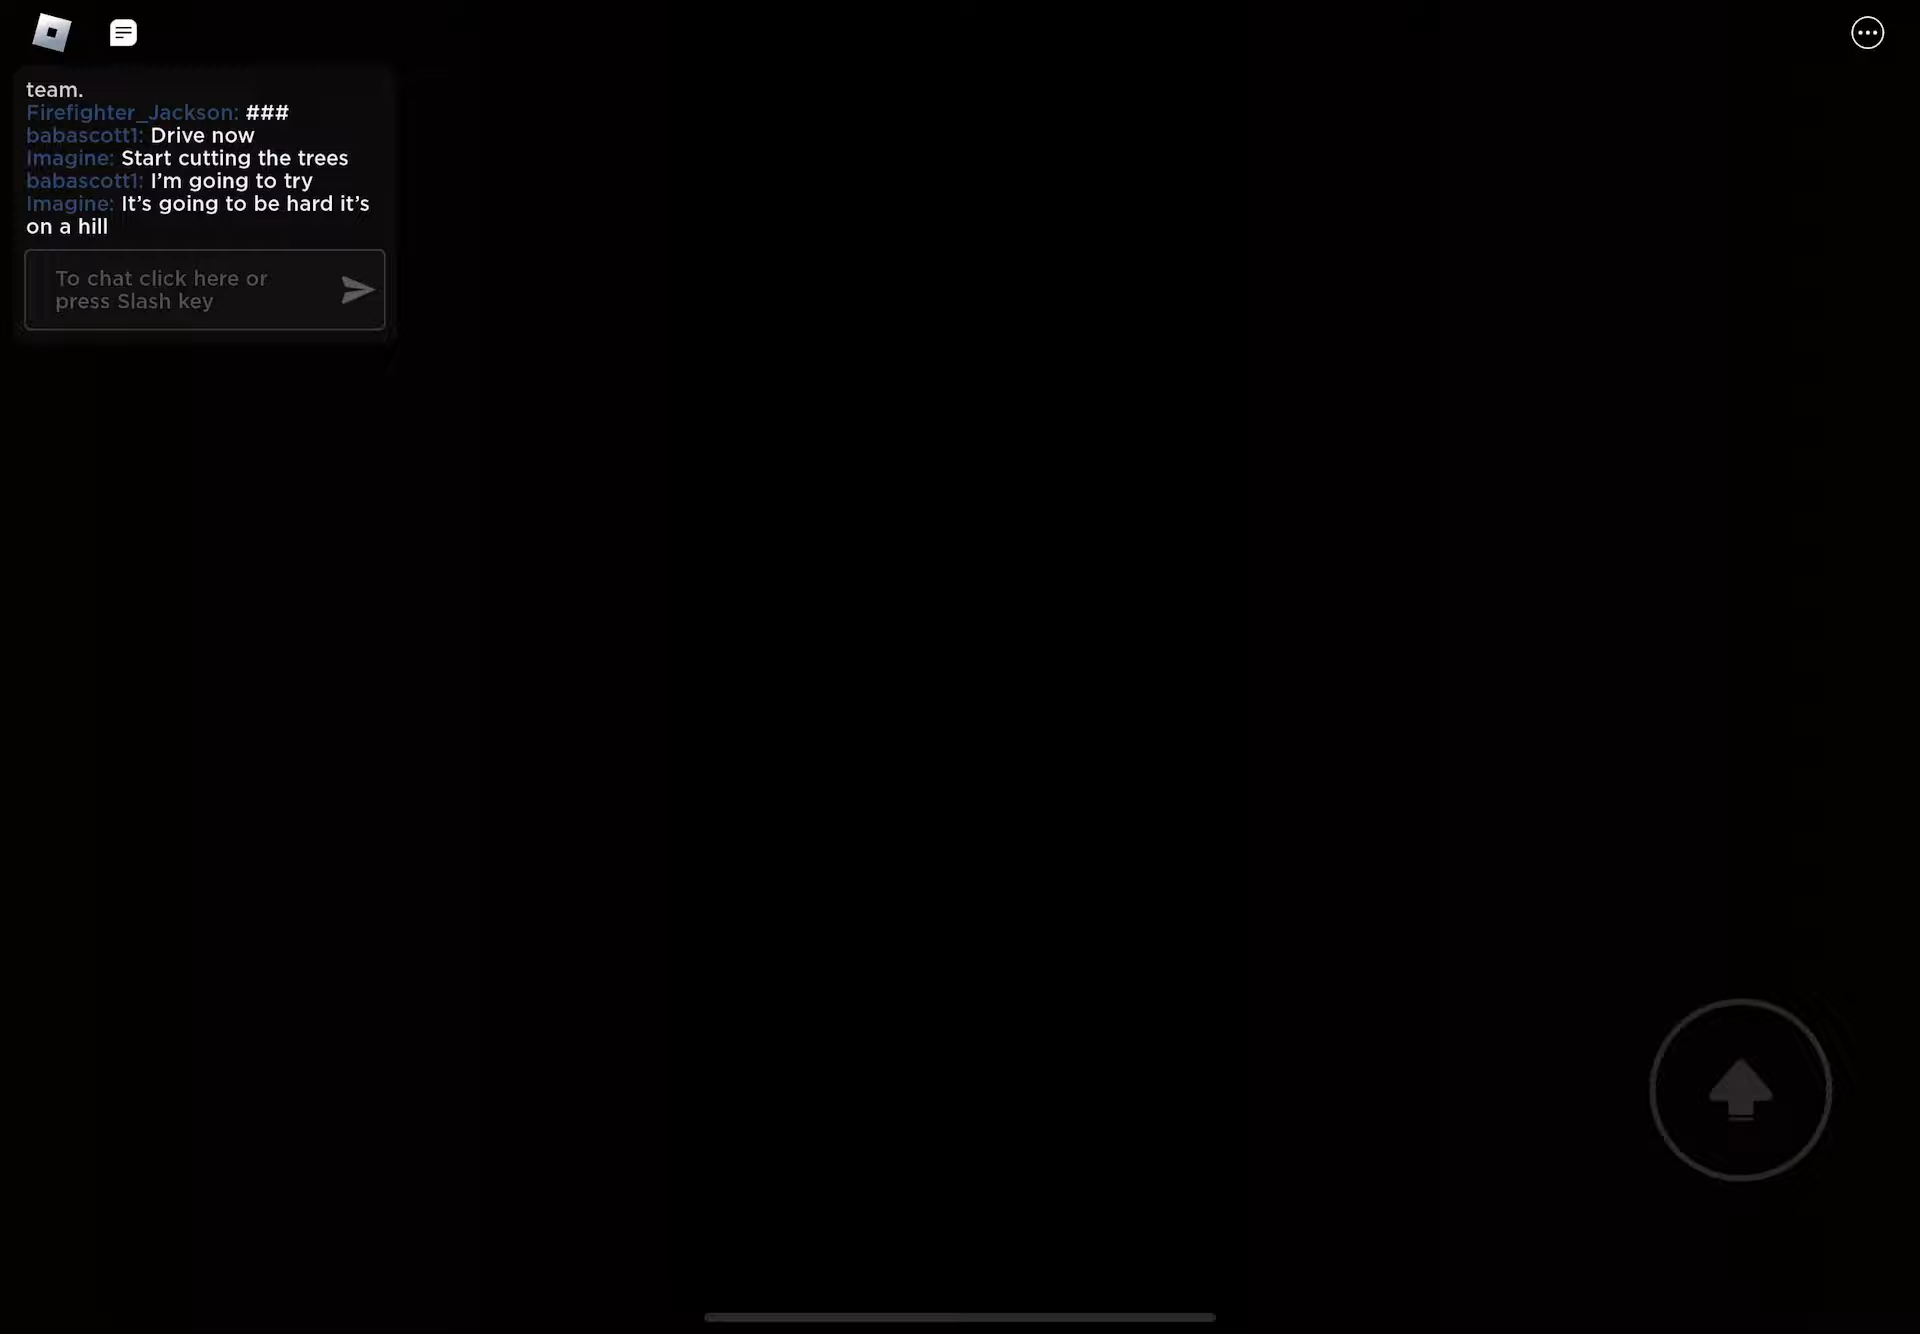 team.
Firefighter_Jackson: ###
babascott1: Drive now
Imagine: Start cutting the trees
babascott1: I’m going to try
Imagine: It’s going to be hard it’s
on a hill
To chat click here or
press Slash key